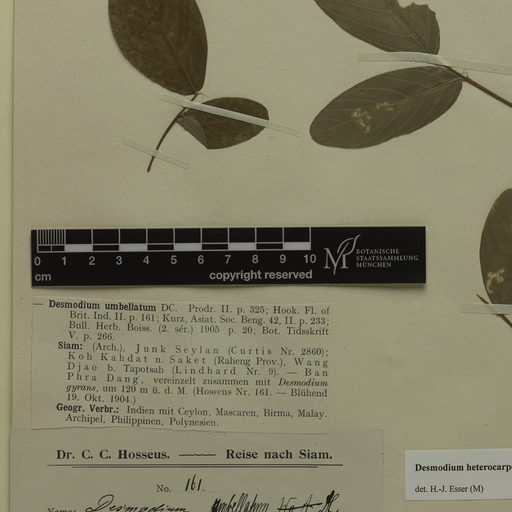 0 1 2 3 4 5 6 7 8 9 10
cm
copyright reserved
M
BOTANISCHE
STAATSSAMMLUNG
MÜNCHEN
— Desmodium umbellatum DC. Prodr. II. p. 325; Hook. Fl. of
Brit. Ind. II. p. 161; Kurz, Asiat. Soc. Beng. 42, II. p. 233;
Bull. Herb. Boiss. (2. sér.) 1905 p. 20; Bot. Tidsskrift
V. p. 266.
Siam: (Arch.), Junk Seylan (Curtis Nr. 2860);
Koh Kahdat n. Saket (Raheng Prov.), Wang
Djao b. Tapotsah (Lindhard Nr. 9). — Ban
Phra Dang, vereinzelt zusammen mit Desmodium
gyrans, um 120 m ü. d. M. (Hosseus Nr. 161. — Blühend
19. Okt. 1904.)
Geogr. Verbr.: Indien mit Ceylon, Mascaren, Birma, Malay.
Archipel, Philippinen, Polynesien.
Dr. C. C. Hosseus. — Reise nach Siam.
No. 161.
Name: Desmodium umbellatum
Desmodium heterocarpo
det. H.-J. Esser (M)